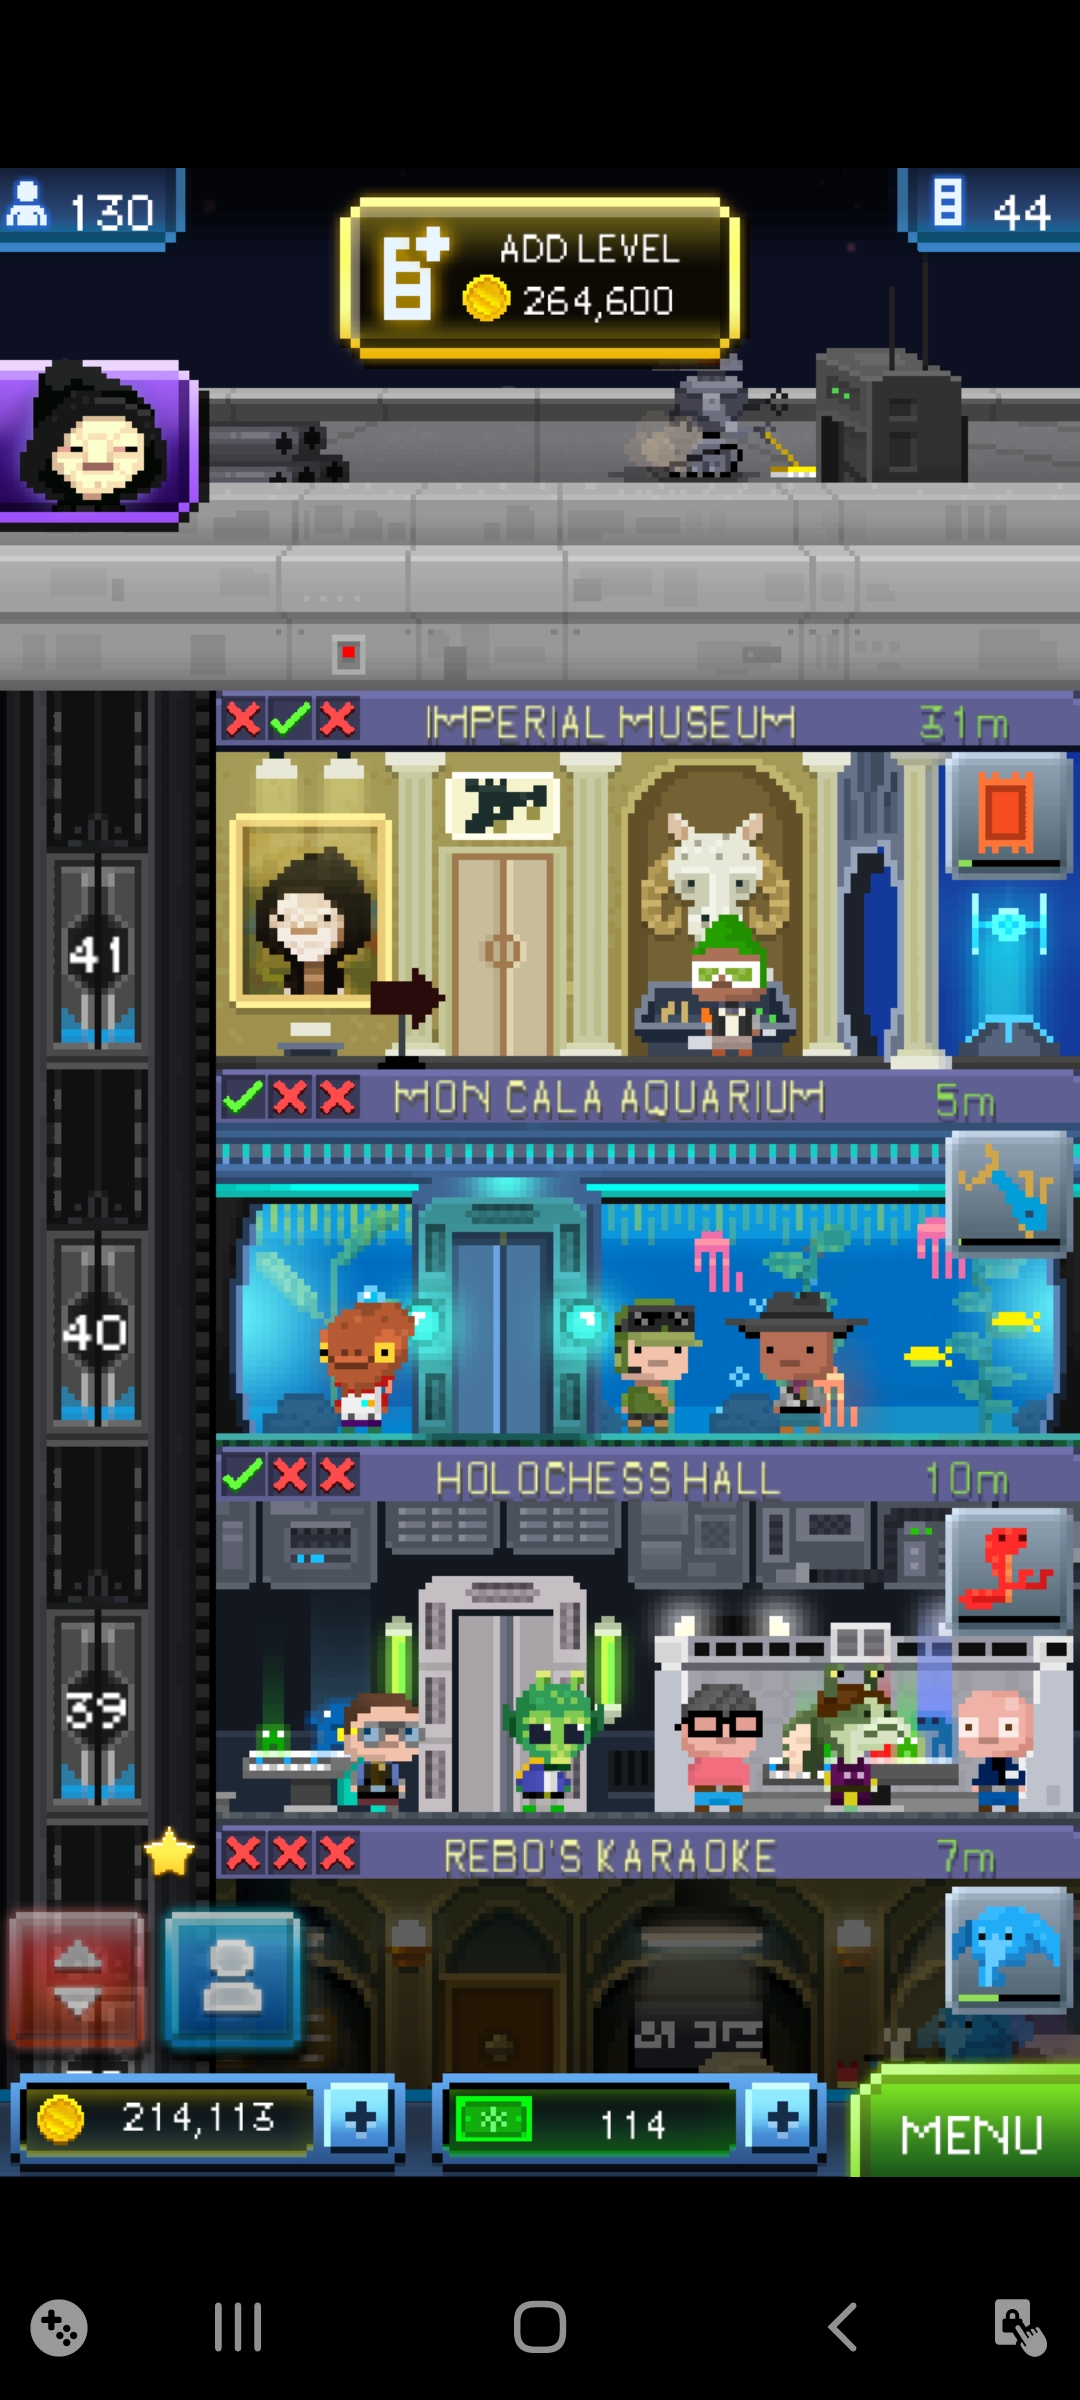 130
ADD LEVEL
264,600
44
IMPERIAL MUSEUM 31m
41
MON CALA AQUARIUM 5m
40
HOLOCHESS HALL 10m
39
REBO'S KARAOKE 7m
214,113
114
MENU